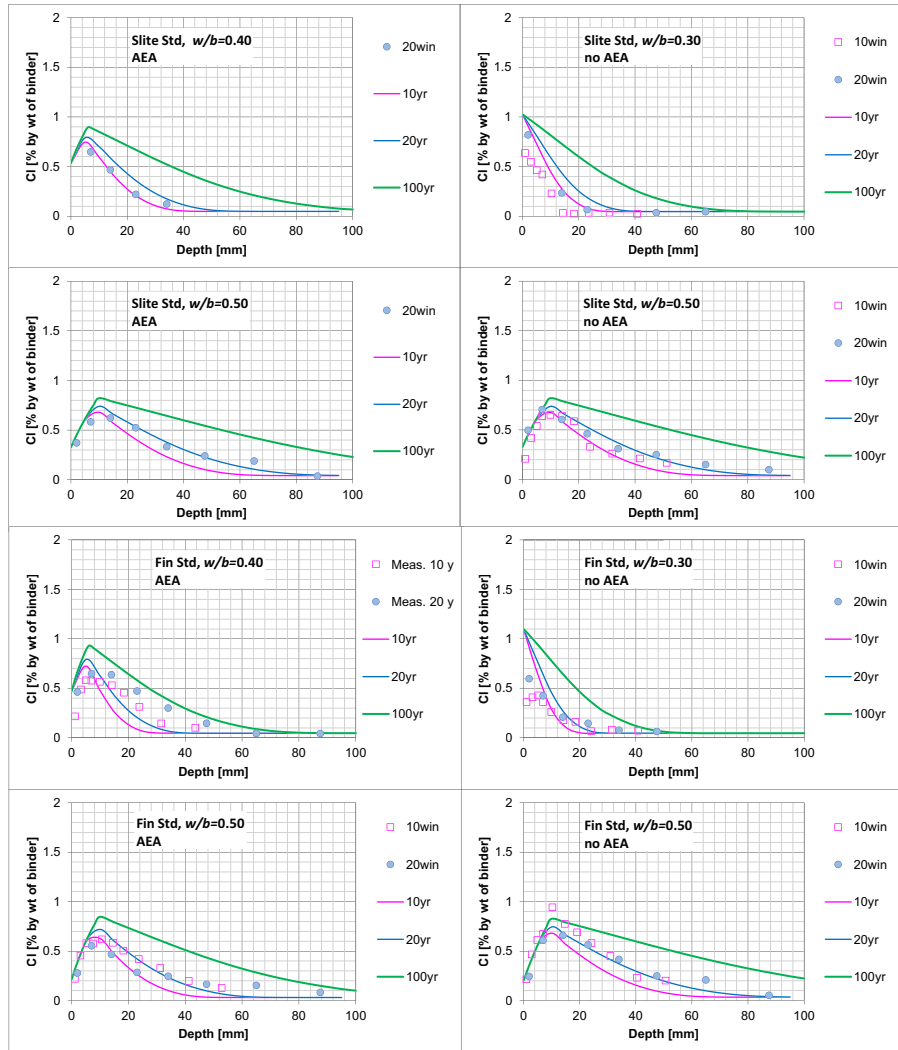 Slite Std, w/b=0.40
AEA
Cl [% by wt of binder]
2
1.5
1
0.5
0
0 20 40 60 80 100
Depth [mm]
20win
10yr
20yr
100yr
Slite Std, w/b=0.30
no AEA
Cl [% by wt of binder]
2
1.5
1
0.5
0
0 20 40 60 80 100
Depth [mm]
10win
20win
10yr
20yr
100yr
Slite Std, w/b=0.50
AEA
Cl [% by wt of binder]
2
1.5
1
0.5
0
0 20 40 60 80 100
Depth [mm]
20win
10yr
20yr
100yr
Slite Std, w/b=0.50
no AEA
Cl [% by wt of binder]
2
1.5
1
0.5
0
0 20 40 60 80 100
Depth [mm]
10win
20win
10yr
20yr
100yr
Fin Std, w/b=0.40
AEA
Cl [% by wt of binder]
2
1.5
1
0.5
0
0 20 40 60 80 100
Depth [mm]
Meas. 10 y
Meas. 20 y
10yr
20yr
100yr
Fin Std, w/b=0.30
no AEA
Cl [% by wt of binder]
2
1.5
1
0.5
0
0 20 40 60 80 100
Depth [mm]
10win
20win
10yr
20yr
100yr
Fin Std, w/b=0.50
AEA
Cl [% by wt of binder]
2
1.5
1
0.5
0
0 20 40 60 80 100
Depth [mm]
10win
20win
10yr
20yr
100yr
Fin Std, w/b=0.50
no AEA
Cl [% by wt of binder]
2
1.5
1
0.5
0
0 20 40 60 80 100
Depth [mm]
10win
20win
10yr
20yr
100yr